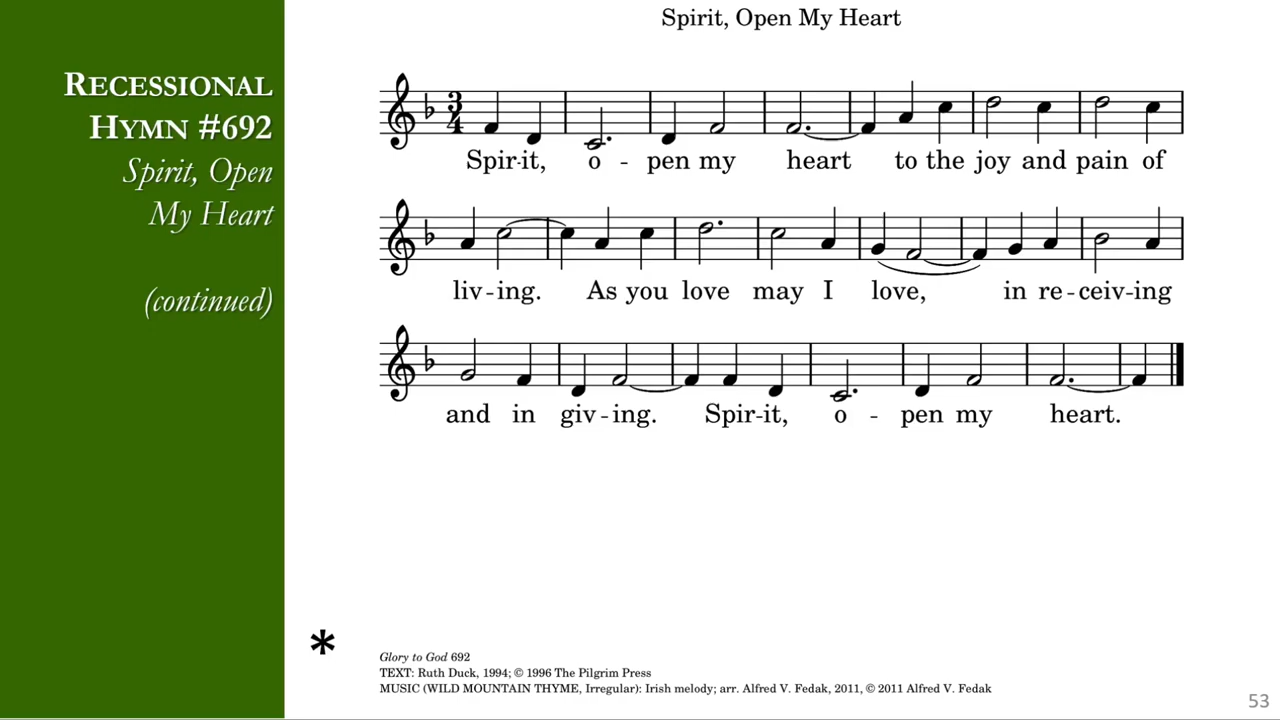 RECESSIONAL
HYMN #692
Spirit, Open
My Heart
(continued)
Spirit, Open My Heart
3
4
Spir-it, o - pen my heart to the joy and pain of
liv-ing. As you love may I love, in re-ceiv-ing
and in giv-ing. Spir-it, o - pen my heart.
*
Glory to God 692
TEXT: Ruth Duck, 1994; © 1996 The Pilgrim Press
MUSIC (WILD MOUNTAIN THYME, Irregular): Irish melody; arr. Alfred V. Fedak, 2011, © 2011 Alfred V. Fedak
53